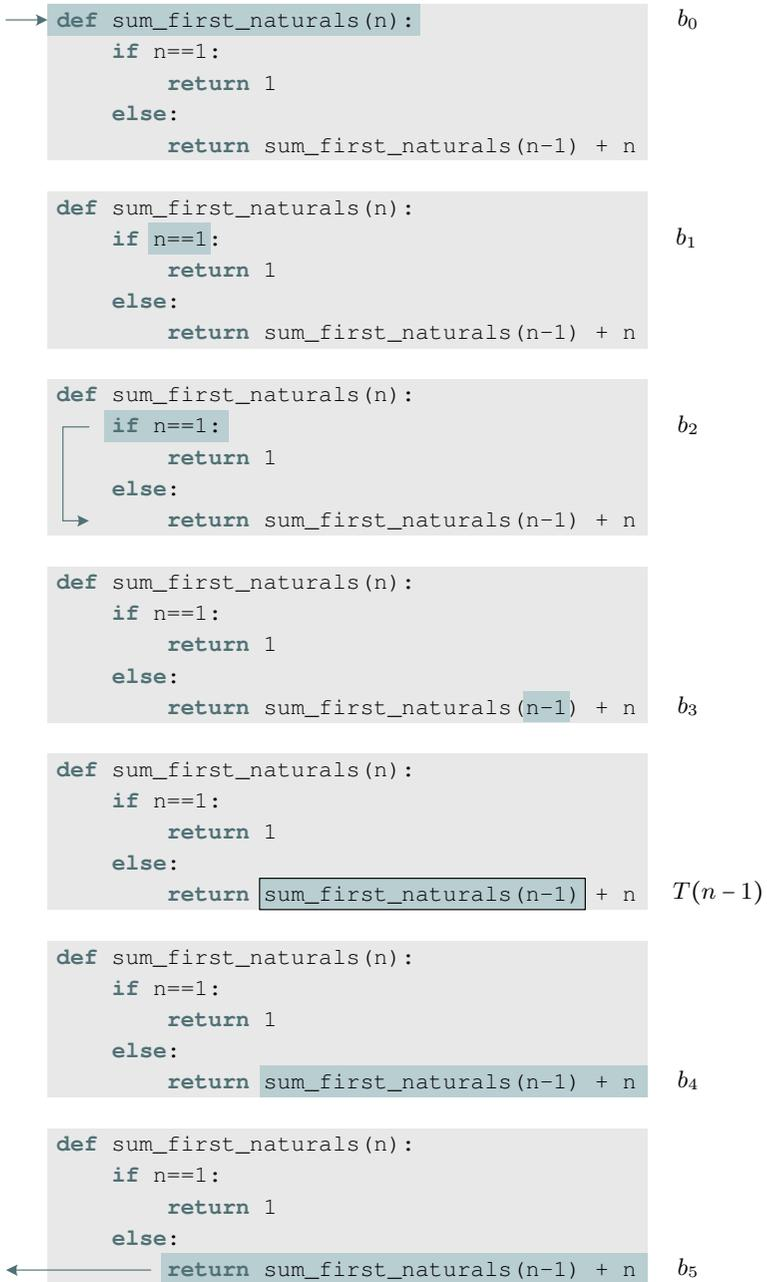 def sum_first_naturals(n): b0
    if n==1:
        return 1
    else:
        return sum_first_naturals(n-1) + n
def sum_first_naturals(n):
    if n==1: b1
        return 1
    else:
        return sum_first_naturals(n-1) + n
def sum_first_naturals(n):
    if n==1: b2
        return 1
    else:
        return sum_first_naturals(n-1) + n
def sum_first_naturals(n):
    if n==1:
        return 1
    else:
        return sum_first_naturals(n-1) + n b3
def sum_first_naturals(n):
    if n==1:
        return 1
    else:
        return sum_first_naturals(n-1) + n T(n − 1)
def sum_first_naturals(n):
    if n==1:
        return 1
    else:
        return sum_first_naturals(n-1) + n b4
def sum_first_naturals(n):
    if n==1:
        return 1
    else:
        return sum_first_naturals(n-1) + n b5